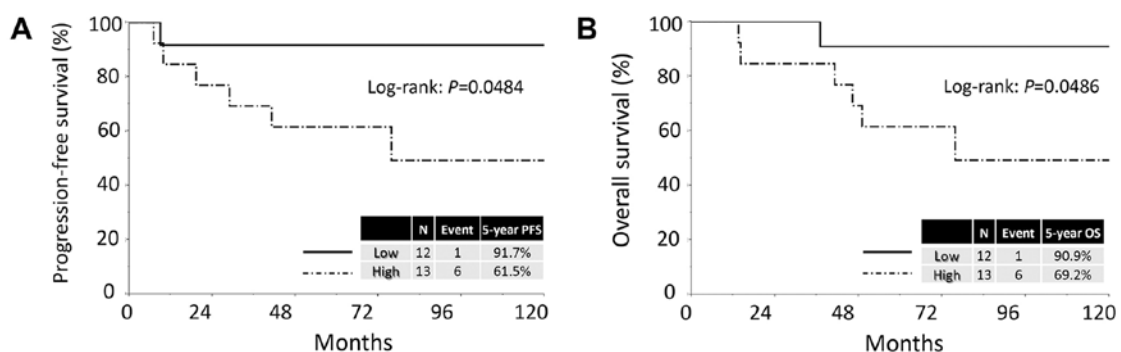 A
Progression-free survival (%)
100
80
60
40
20
0
Log-rank: P=0.0484
N Event 5-year PFS
Low 12 1 91.7%
High 13 6 61.5%
0 24 48 72 96 120
Months
B
Overall survival (%)
100
80
60
40
20
0
Log-rank: P=0.0486
N Event 5-year OS
Low 12 1 90.9%
High 13 6 69.2%
0 24 48 72 96 120
Months